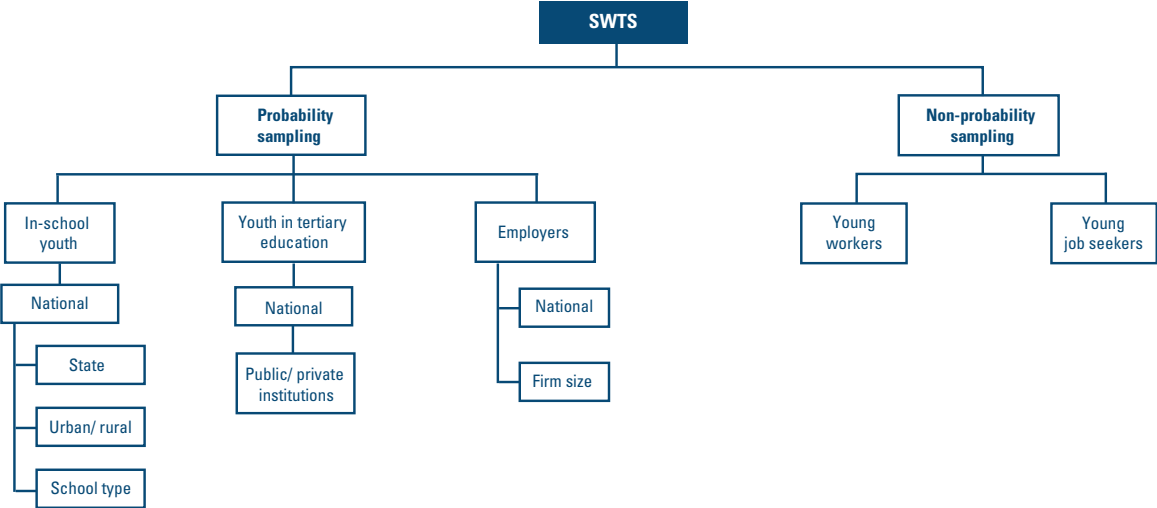 SWTS
Probability
sampling
Non-probability
sampling
In-school
youth
Youth in tertiary
education
Employers
Young
workers
Young
job seekers
National
National
National
State
Public/ private
institutions
Firm size
Urban/ rural
School type